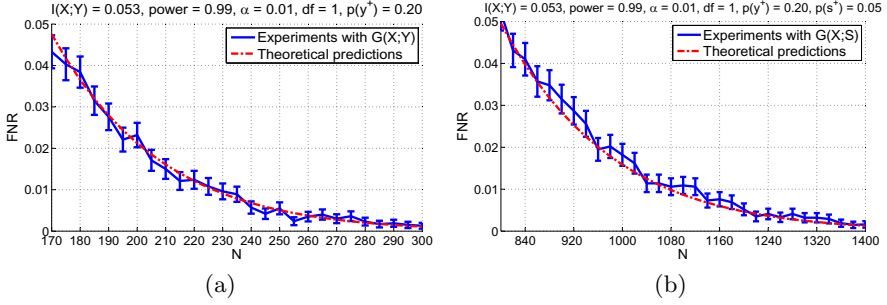 I(X;Y) = 0.053, power = 0.99, α = 0.01, df = 1, p(y⁺) = 0.20
0.05
0.04
0.03
0.02
0.01
0
FNR
Experiments with G(X;Y)
Theoretical predictions
170 180 190 200 210 220 230 240 250 260 270 280 290 300
N
(a)
I(X;Y) = 0.053, power = 0.99, α = 0.01, df = 1, p(y⁺) = 0.20, p(s⁺) = 0.05
0.05
0.04
0.03
0.02
0.01
0
FNR
Experiments with G(X;S)
Theoretical predictions
840 920 1000 1080 1160 1240 1320 1400
N
(b)